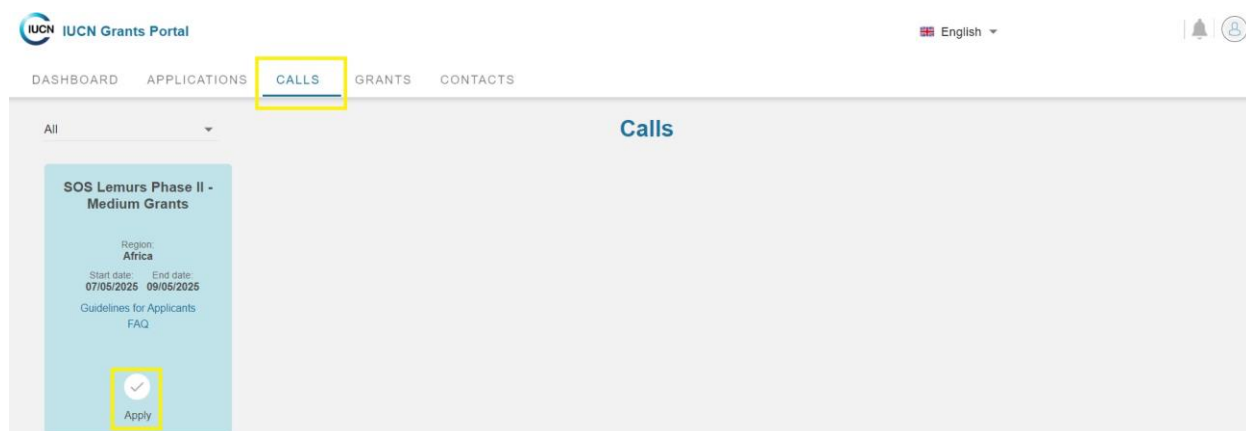 IUCN IUCN Grants Portal
English
DASHBOARD APPLICATIONS CALLS GRANTS CONTACTS
All
Calls
SOS Lemurs Phase II -
Medium Grants
Region:
Africa
Start date: End date:
07/05/2025 09/05/2025
Guidelines for Applicants
FAQ
Apply